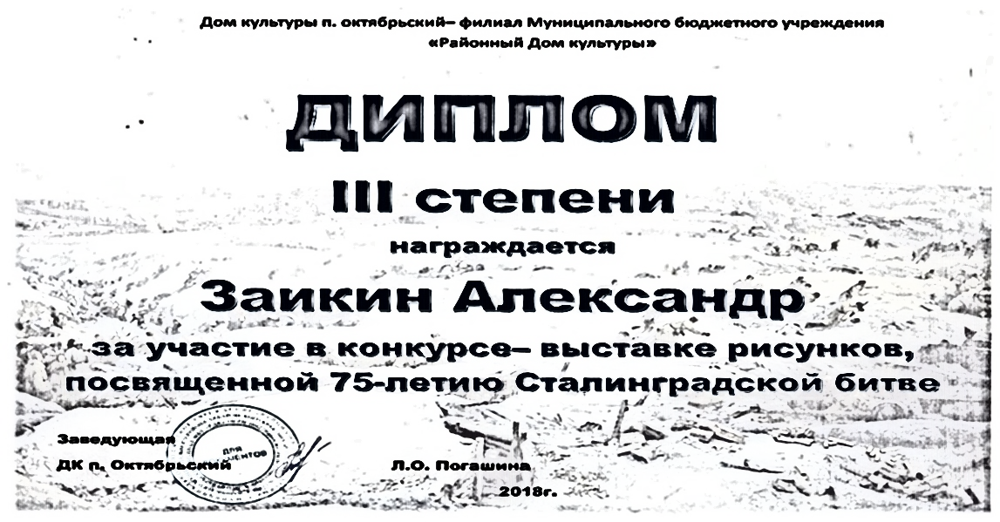 Дом культуры п. октябрьский– филиал Муниципального бюджетного учреждения
«Районный Дом культуры»
ДИПЛОМ
III степени
награждается
Заикин Александр
за участие в конкурсе– выставке рисунков,
посвященной 75-летию Сталинградской битве
Заведующая
ДК п. Октябрьский
Л.О. Погашина
2018г.
ДЛЯ